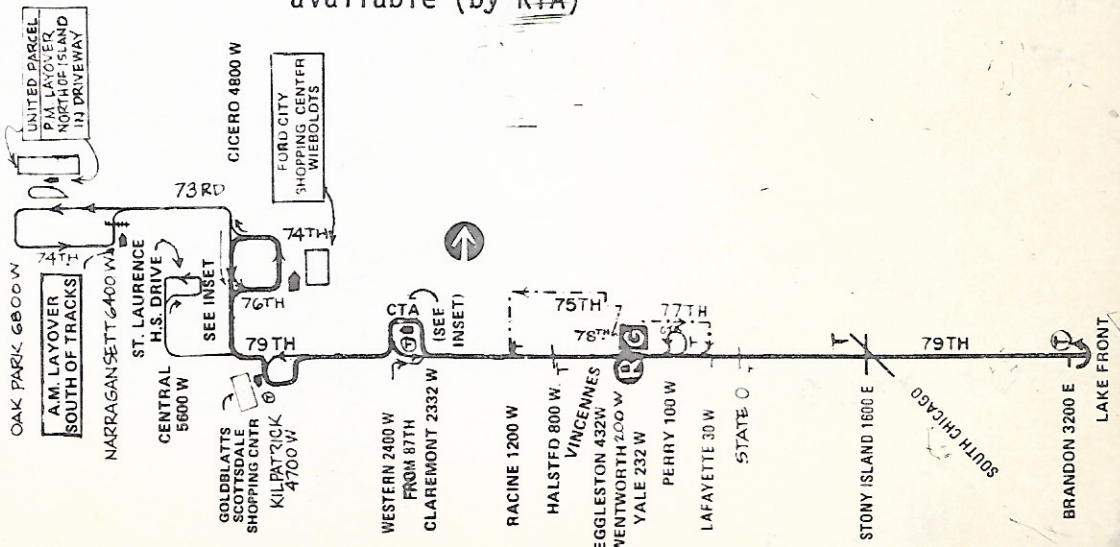 available (by RTA)
UNITED PARCEL
P.M. LAYOVER
NORTH OF ISLAND
IN DRIVEWAY
OAK PARK 6800 W
74TH
A.M. LAYOVER
SOUTH OF TRACKS
NARRAGANSETT 6400 W
73RD
CICERO 4800 W
FORD CITY
SHOPPING CENTER
WIEBOLDTS
74TH
ST. LAURENCE
H.S. DRIVE
SEE INSET
76TH
CENTRAL
5600 W
79TH
GOLDBLATTS
SCOTTSDALE
SHOPPING CNTR
KILPATRICK
4700 W
CTA
(SEE
INSET)
WESTERN 2400 W
FROM 87TH
CLAREMONT 2332 W
RACINE 1200 W
75TH
HALSTED 800 W
T
78TH
VINCENNES
EGGLESTON 432W
R G
WENTWORTH 200 W
YALE 232 W
77TH
CTA
PERRY 100 W
LAFAYETTE 30 W
STATE 0
T
STONY ISLAND 1600 E
79TH
SOUTH CHICAGO
T
BRANDON 3200 E
LAKE FRONT